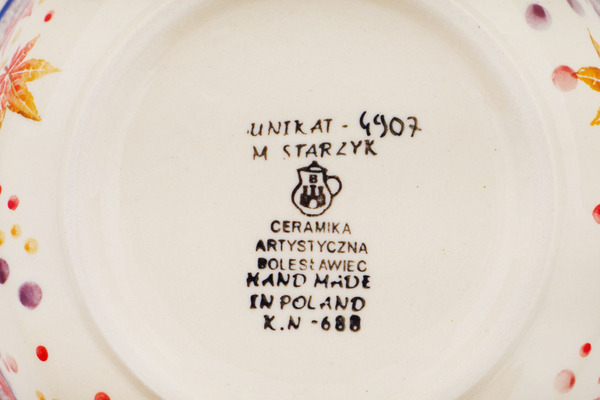 UNIKAT - 4907
M STARZYK
B
CERAMIKA
ARTYSTYCZNA
BOLESŁAWIEC
HAND MADE
IN POLAND
K.N - 688